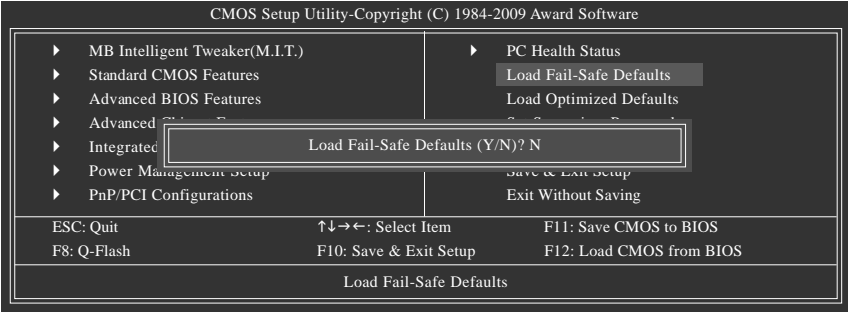 CMOS Setup Utility-Copyright (C) 1984-2009 Award Software
MB Intelligent Tweaker(M.I.T.)
Standard CMOS Features
Advanced BIOS Features
Advanced
Integrated
Power Management Setup
PnP/PCI Configurations
PC Health Status
Load Fail-Safe Defaults
Load Optimized Defaults
Save & Exit Setup
Exit Without Saving
Load Fail-Safe Defaults (Y/N)? N
ESC: Quit ↑↓→←: Select Item F11: Save CMOS to BIOS
F8: Q-Flash F10: Save & Exit Setup F12: Load CMOS from BIOS
Load Fail-Safe Defaults